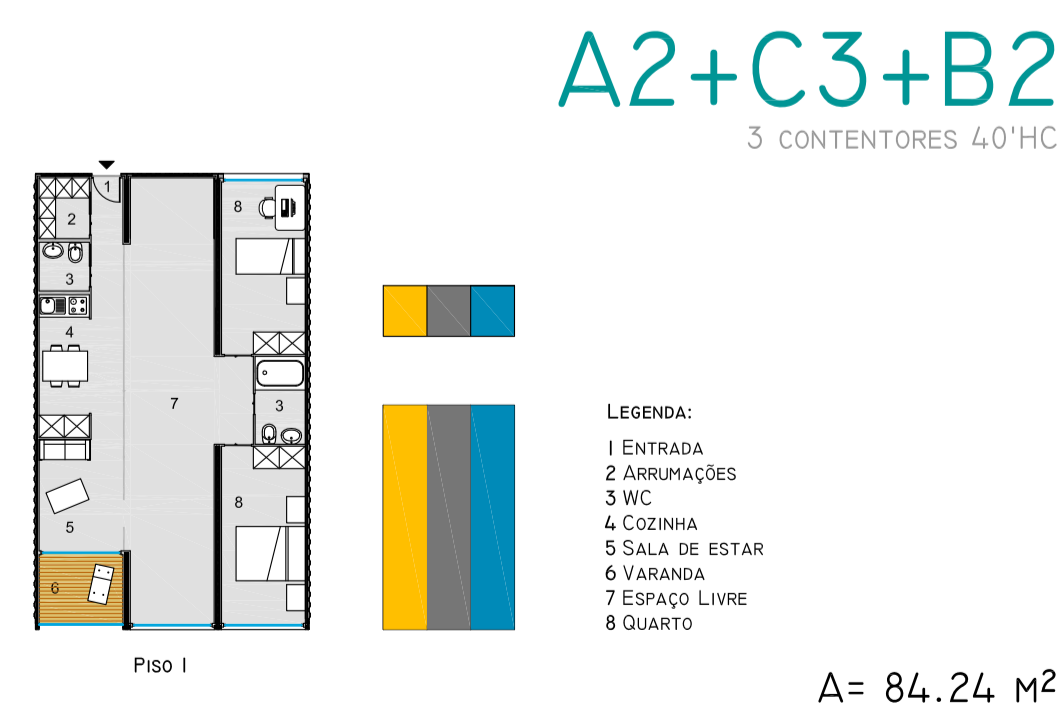 A2+C3+B2
3 CONTENTORES 40'HC
1
2
8
3
4
7
3
8
5
6
PISO 1
LEGENDA:
1 ENTRADA
2 ARRUMAÇÕES
3 WC
4 COZINHA
5 SALA DE ESTAR
6 VARANDA
7 ESPAÇO LIVRE
8 QUARTO
A= 84.24 M²